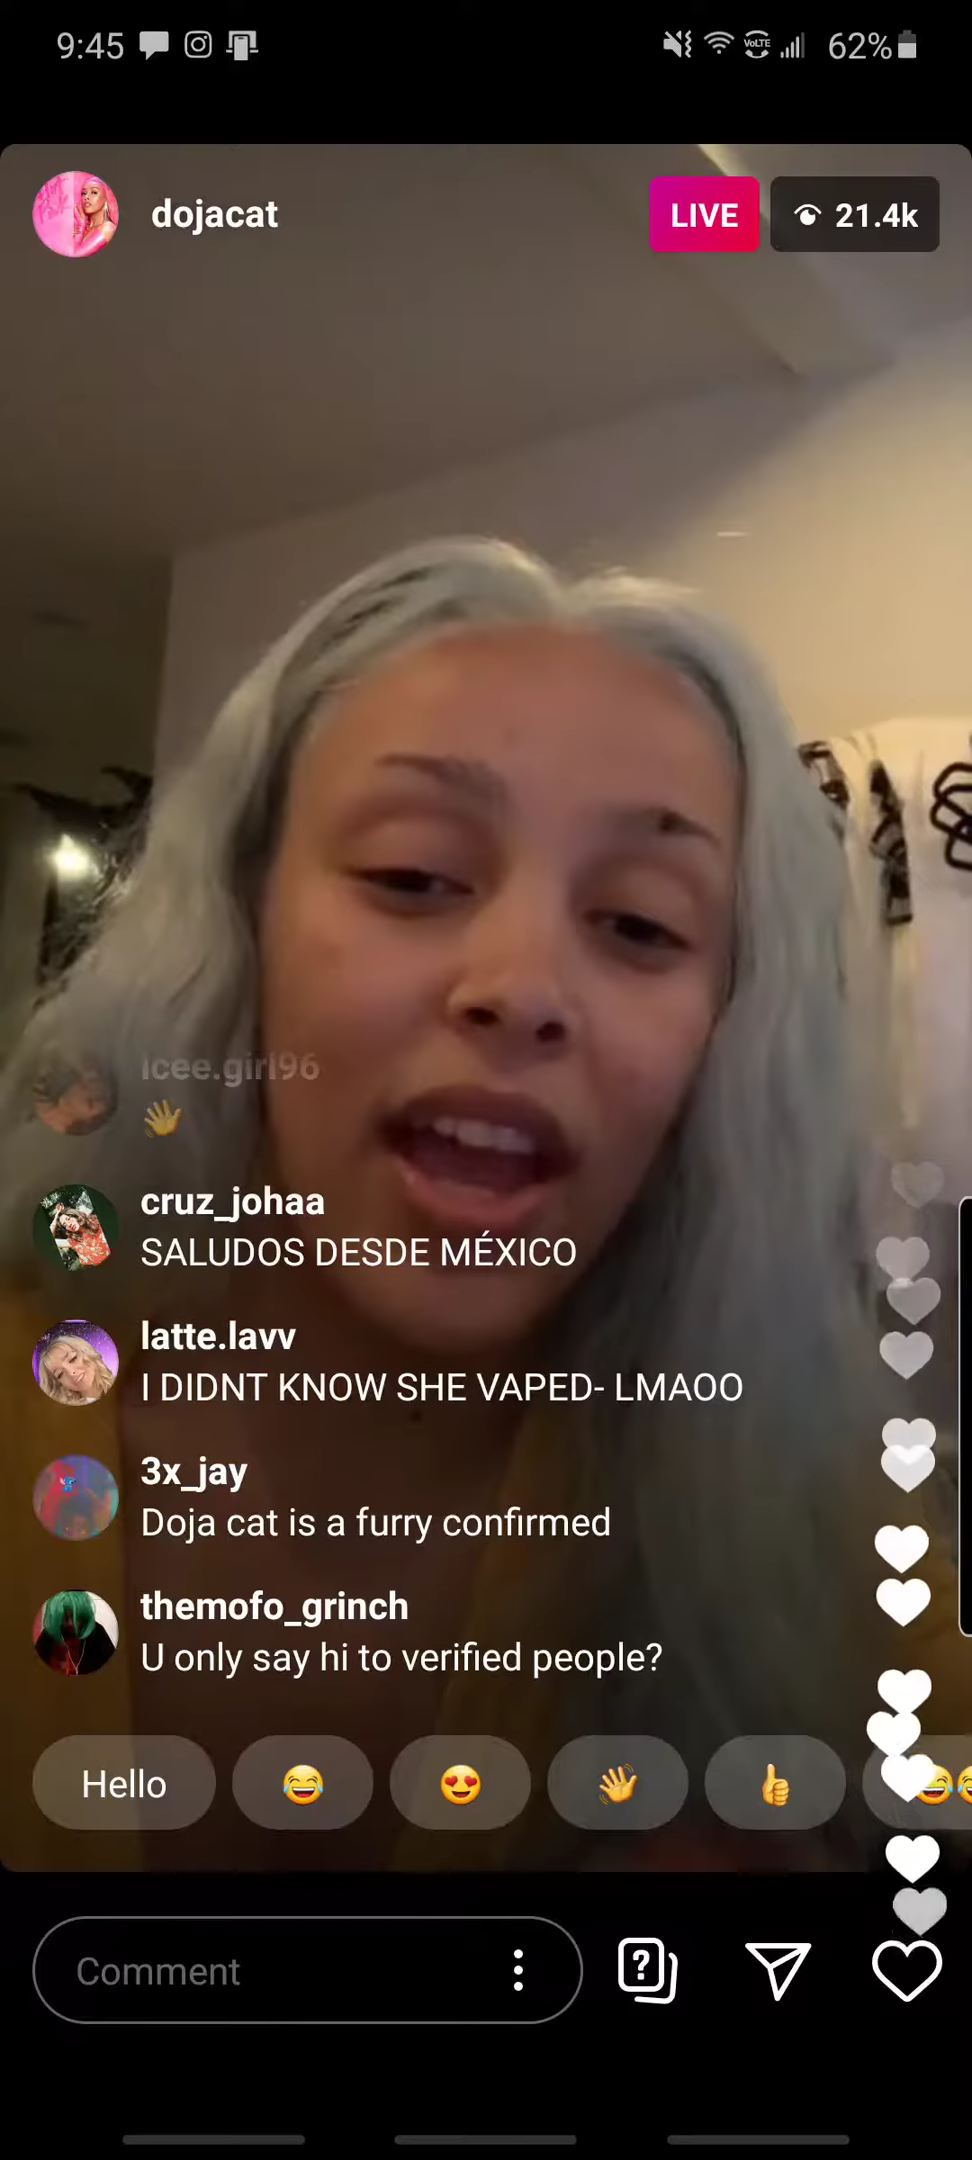 9:45
VoLTE
62%
dojacat
LIVE
21.4k
icee.girl96
👋
cruz_johaa
SALUDOS DESDE MÉXICO
latte.lavv
I DIDNT KNOW SHE VAPED- LMAOO
3x_jay
Doja cat is a furry confirmed
themofo_grinch
U only say hi to verified people?
Hello 😂 😍 👋 👍 😂😂
Comment
?